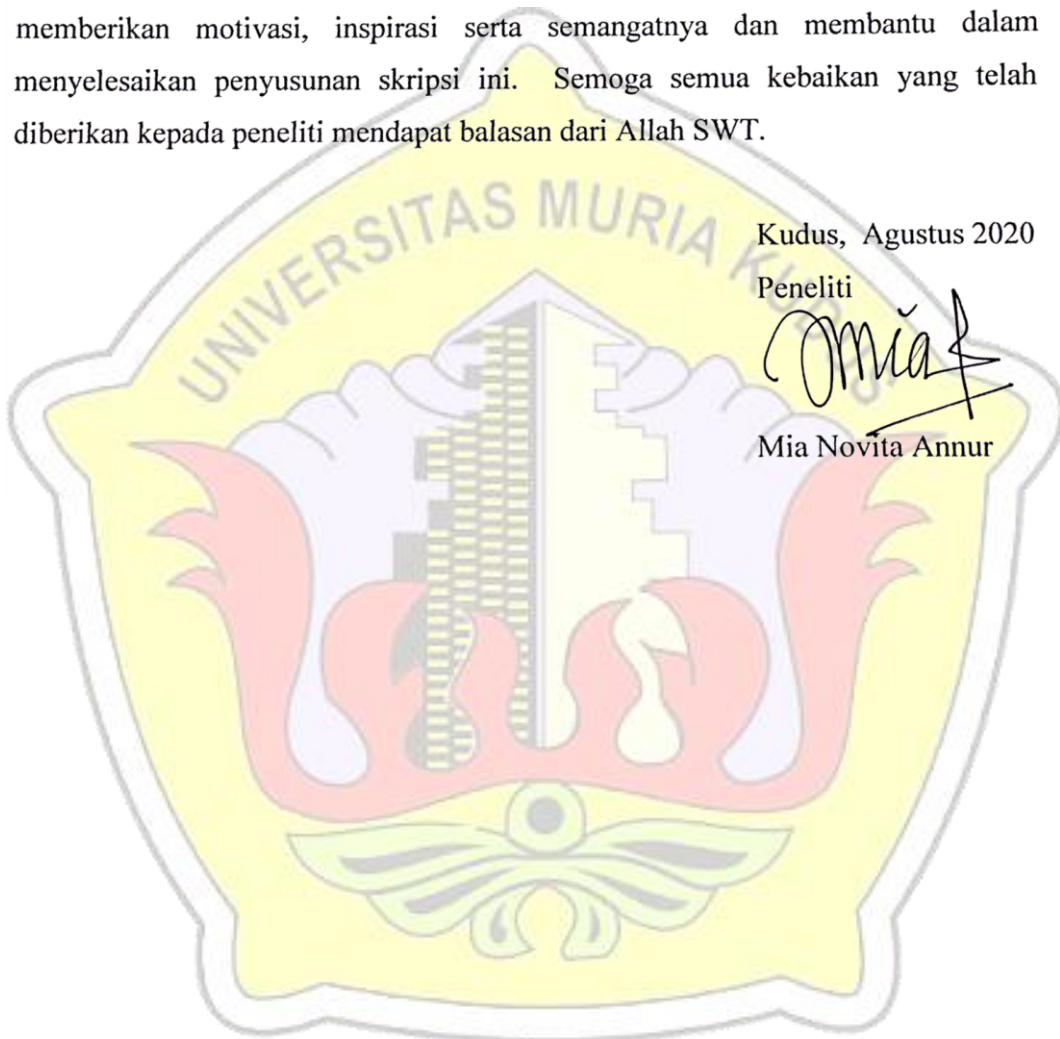 memberikan motivasi, inspirasi serta semangatnya dan membantu dalam
menyelesaikan penyusunan skripsi ini. Semoga semua kebaikan yang telah
diberikan kepada peneliti mendapat balasan dari Allah SWT.
UNIVERSITAS MURIA KUDUS
Kudus, Agustus 2020
Peneliti
Mia
Mia Novita Annur